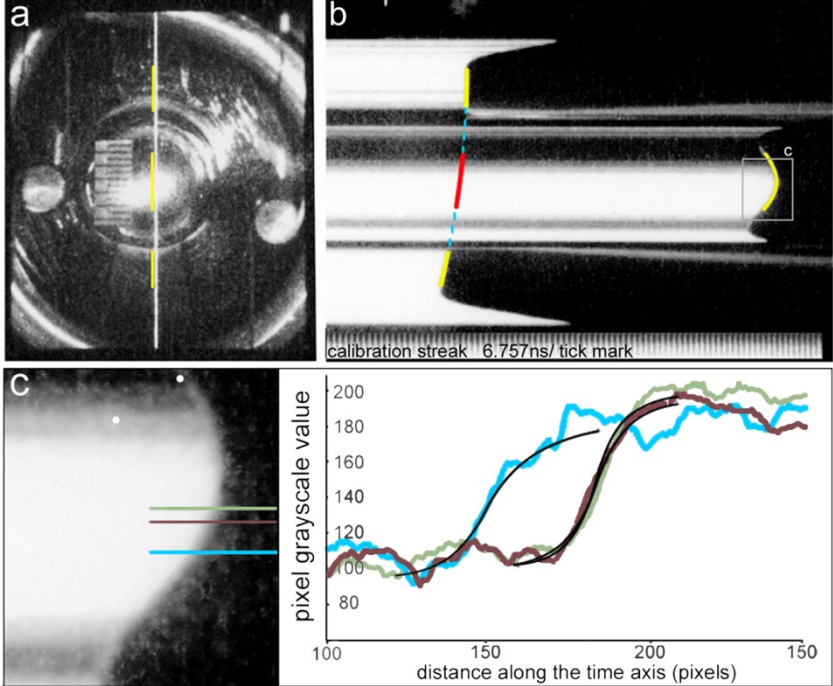 a
b
c
calibration streak 6.757ns/ tick mark
C
pixel grayscale value
200
180
160
140
120
100
80
100 150 200 150
distance along the time axis (pixels)